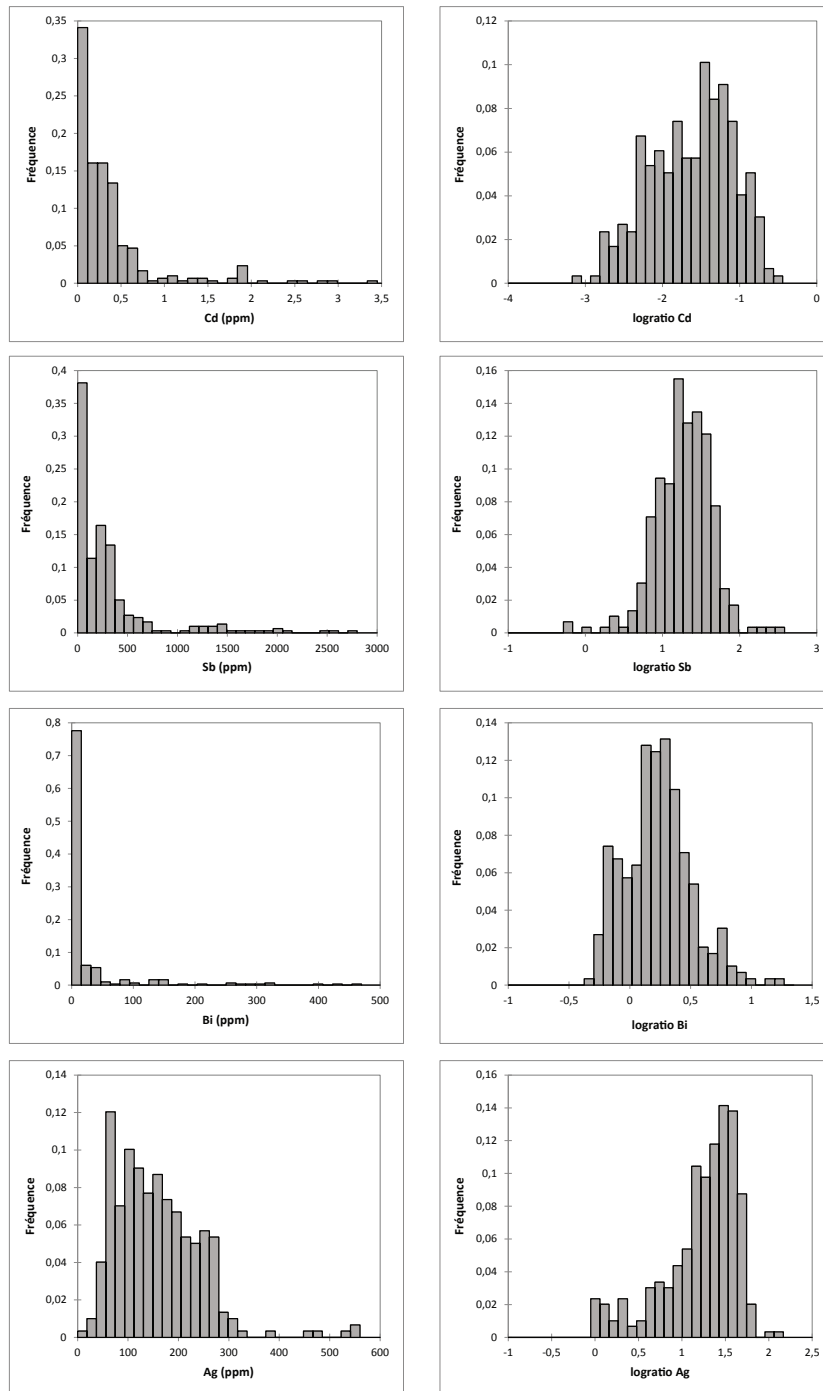 0,35
0,3
0,25
0,2
0,15
0,1
0,05
0
Fréquence
0 0,5 1 1,5 2 2,5 3 3,5
Cd (ppm)
0,12
0,1
0,08
0,06
0,04
0,02
0
Fréquence
-4 -3 -2 -1 0
logratio Cd
0,4
0,35
0,3
0,25
0,2
0,15
0,1
0,05
0
Fréquence
0 500 1000 1500 2000 2500 3000
Sb (ppm)
0,16
0,14
0,12
0,1
0,08
0,06
0,04
0,02
0
Fréquence
-1 0 1 2 3
logratio Sb
0,8
0,7
0,6
0,5
0,4
0,3
0,2
0,1
0
Fréquence
0 100 200 300 400 500
Bi (ppm)
0,14
0,12
0,1
0,08
0,06
0,04
0,02
0
Fréquence
-1 -0,5 0 0,5 1 1,5
logratio Bi
0,14
0,12
0,1
0,08
0,06
0,04
0,02
0
Fréquence
0 100 200 300 400 500 600
Ag (ppm)
0,16
0,14
0,12
0,1
0,08
0,06
0,04
0,02
0
Fréquence
-1 -0,5 0 0,5 1 1,5 2 2,5
logratio Ag